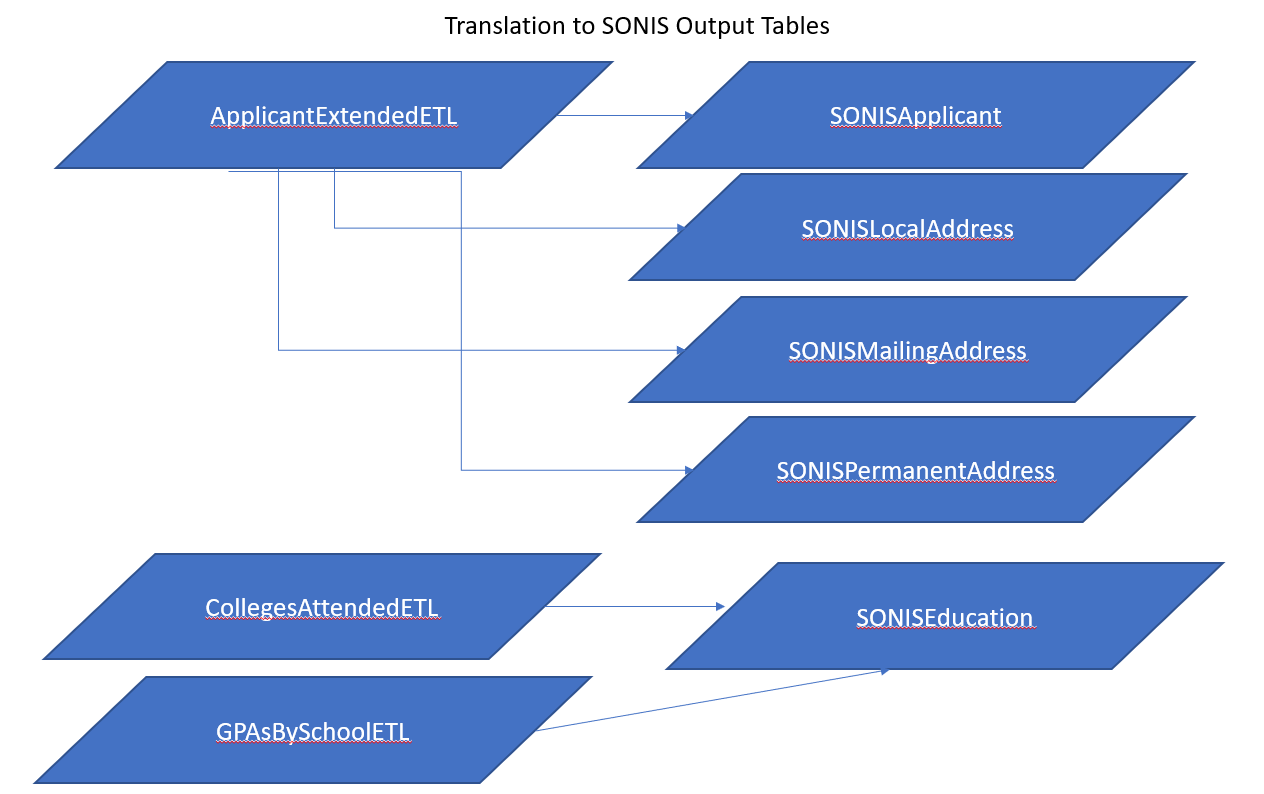 Translation to SONIS Output Tables
ApplicantExtendedETL
SONISApplicant
SONISLocalAddress
SONISMailingAddress
SONISPermanentAddress
CollegesAttendedETL
SONISEducation
GPAsBySchoolETL